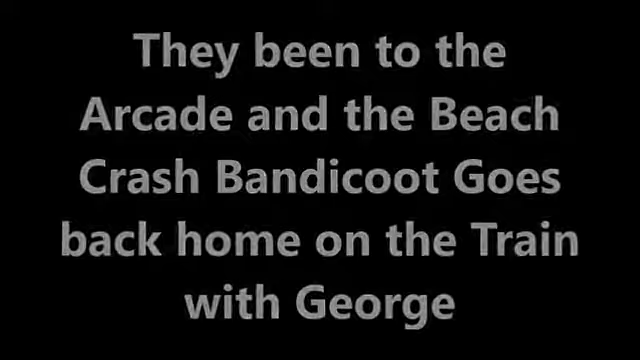 They been to the
Arcade and the Beach
Crash Bandicoot Goes
back home on the Train
with George